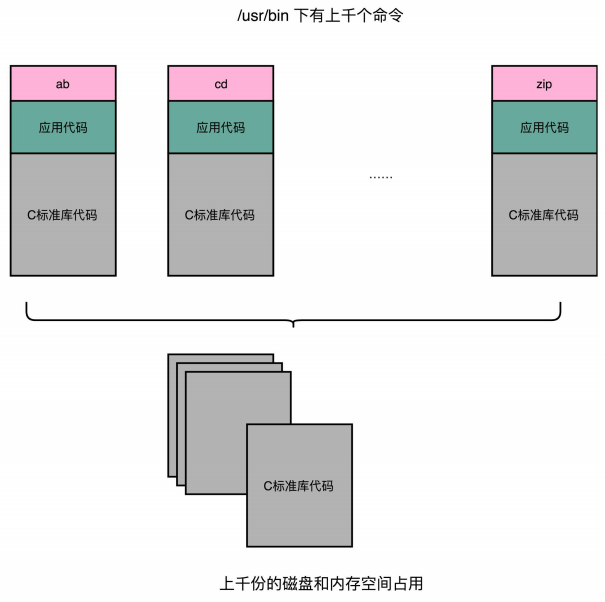 /usr/bin 下有上千个命令
ab
cd
zip
应用代码
应用代码
应用代码
......
C标准库代码
C标准库代码
C标准库代码
C标准库代码
上千份的磁盘和内存空间占用